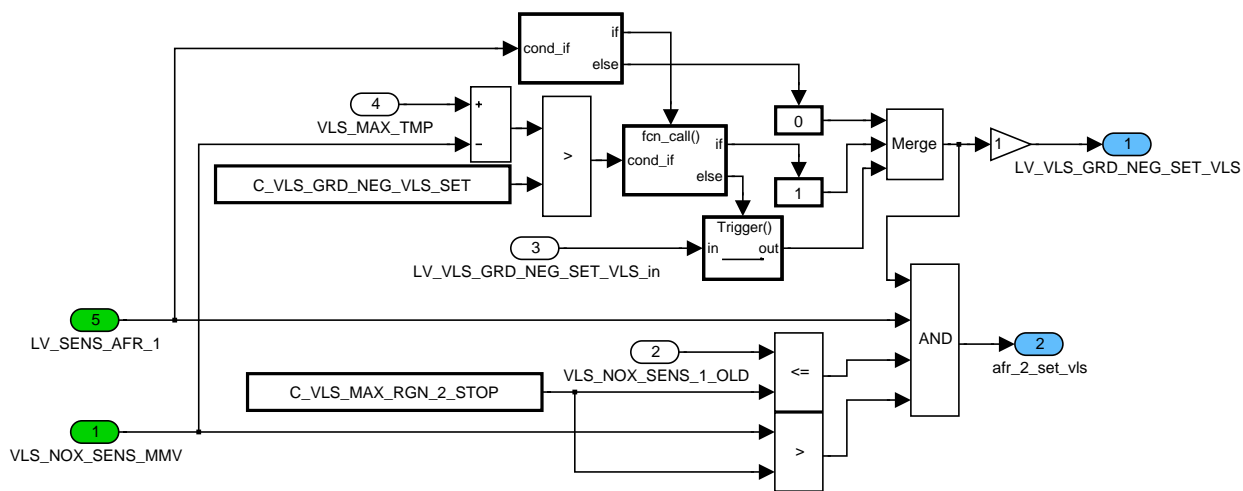 if
cond_if
else
4
+
VLS_MAX_TMP
−
0
fcn_call()
if
>
cond_if
else
Merge
1
1
LV_VLS_GRD_NEG_SET_VLS
C_VLS_GRD_NEG_VLS_SET
1
Trigger()
3
in
out
LV_VLS_GRD_NEG_SET_VLS_in
5
LV_SENS_AFR_1
AND
2
afr_2_set_vls
2
VLS_NOX_SENS_1_OLD
<=
C_VLS_MAX_RGN_2_STOP
1
VLS_NOX_SENS_MMV
>